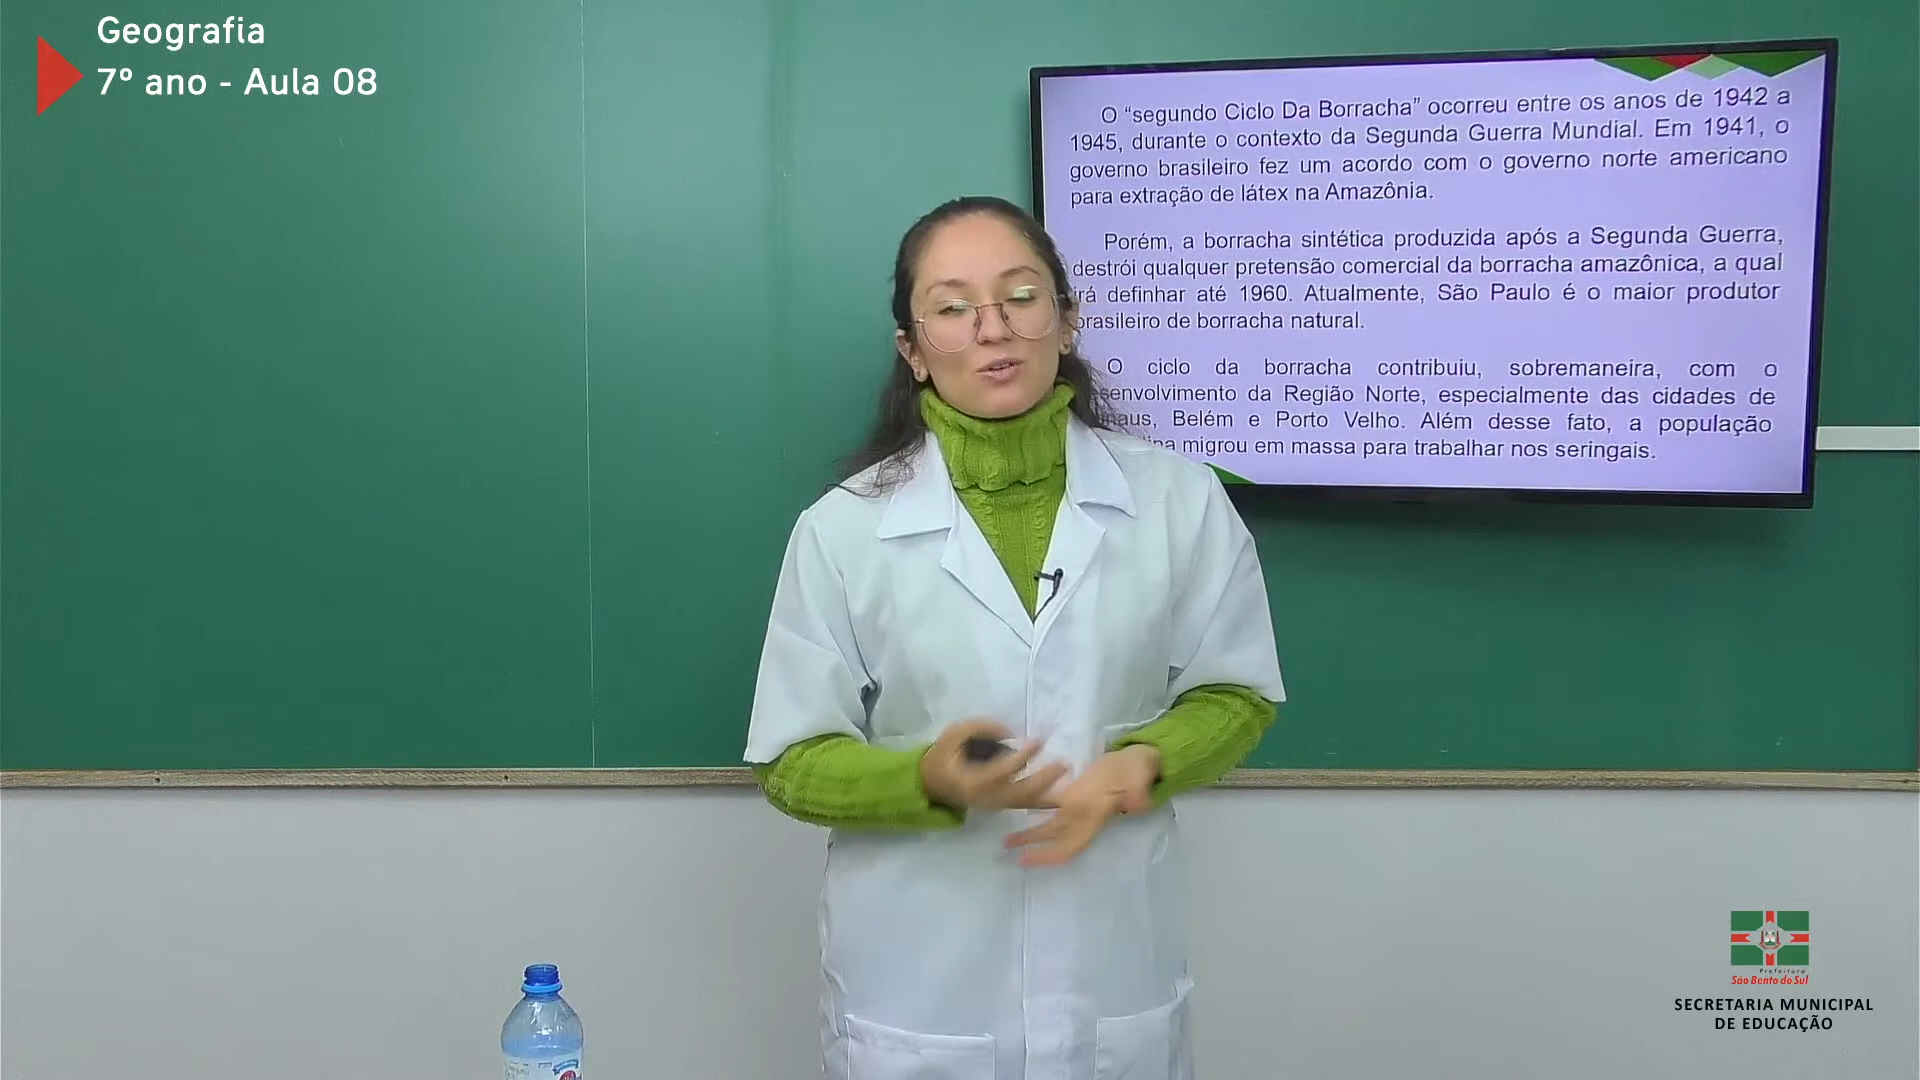 Geografia
7º ano - Aula 08
O “segundo Ciclo Da Borracha” ocorreu entre os anos de 1942 a
1945, durante o contexto da Segunda Guerra Mundial. Em 1941, o
governo brasileiro fez um acordo com o governo norte americano
para extração de látex na Amazônia.
Porém, a borracha sintética produzida após a Segunda Guerra,
destrói qualquer pretensão comercial da borracha amazônica, a qual
irá definhar até 1960. Atualmente, São Paulo é o maior produtor
brasileiro de borracha natural.
O ciclo da borracha contribuiu, sobremaneira, com o
desenvolvimento da Região Norte, especialmente das cidades de
Belém e Porto Velho. Além desse fato, a população
migrou em massa para trabalhar nos seringais.
Prefeitura
São Bento do Sul
SECRETARIA MUNICIPAL
DE EDUCAÇÃO